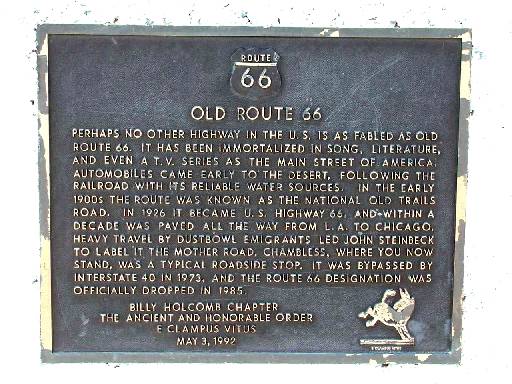 ROUTE
66
OLD ROUTE 66
PERHAPS NO OTHER HIGHWAY IN THE U.S. IS AS FABLED AS OLD
ROUTE 66. IT HAS BEEN IMMORTALIZED IN SONG, LITERATURE,
AND EVEN A T.V. SERIES AS THE MAIN STREET OF AMERICA.
AUTOMOBILES CAME EARLY TO THE DESERT, FOLLOWING THE
RAILROAD WITH ITS RELIABLE WATER SOURCES. IN THE EARLY
1900S THE ROUTE WAS KNOWN AS THE NATIONAL OLD TRAILS
ROAD. IN 1926 IT BECAME U.S. HIGHWAY 66, AND WITHIN A
DECADE WAS PAVED ALL THE WAY FROM L.A. TO CHICAGO.
HEAVY TRAVEL BY DUSTBOWL EMIGRANTS LED JOHN STEINBECK
TO LABEL IT THE MOTHER ROAD. CHAMBLESS, WHERE YOU NOW
STAND, WAS A TYPICAL ROADSIDE STOP. IT WAS BYPASSED BY
INTERSTATE 40 IN 1973, AND THE ROUTE 66 DESIGNATION WAS
OFFICIALLY DROPPED IN 1985.
BILLY HOLCOMB CHAPTER
THE ANCIENT AND HONORABLE ORDER
E CLAMPUS VITUS
MAY 3, 1992
E CLAMPUS VITUS